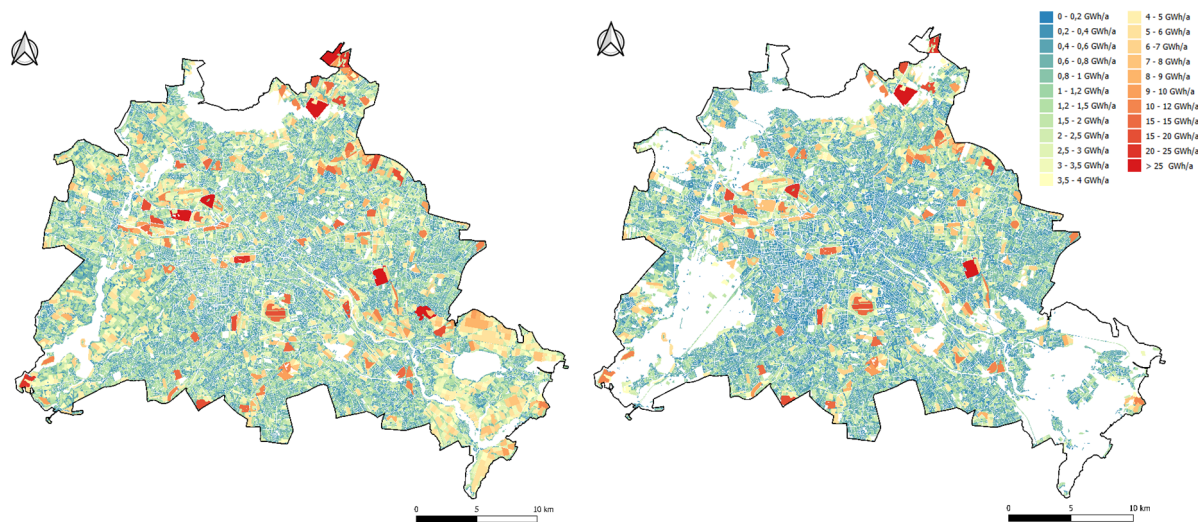 0 - 0,2 GWh/a
0,2 - 0,4 GWh/a
0,4 - 0,6 GWh/a
0,6 - 0,8 GWh/a
0,8 - 1 GWh/a
1 - 1,2 GWh/a
1,2 - 1,5 GWh/a
1,5 - 2 GWh/a
2 - 2,5 GWh/a
2,5 - 3 GWh/a
3 - 3,5 GWh/a
3,5 - 4 GWh/a
4 - 5 GWh/a
5 - 6 GWh/a
6 -7 GWh/a
7 - 8 GWh/a
8 - 9 GWh/a
9 - 10 GWh/a
10 - 12 GWh/a
15 - 15 GWh/a
15 - 20 GWh/a
20 - 25 GWh/a
> 25 GWh/a
0 5 10 km
0 5 10 km